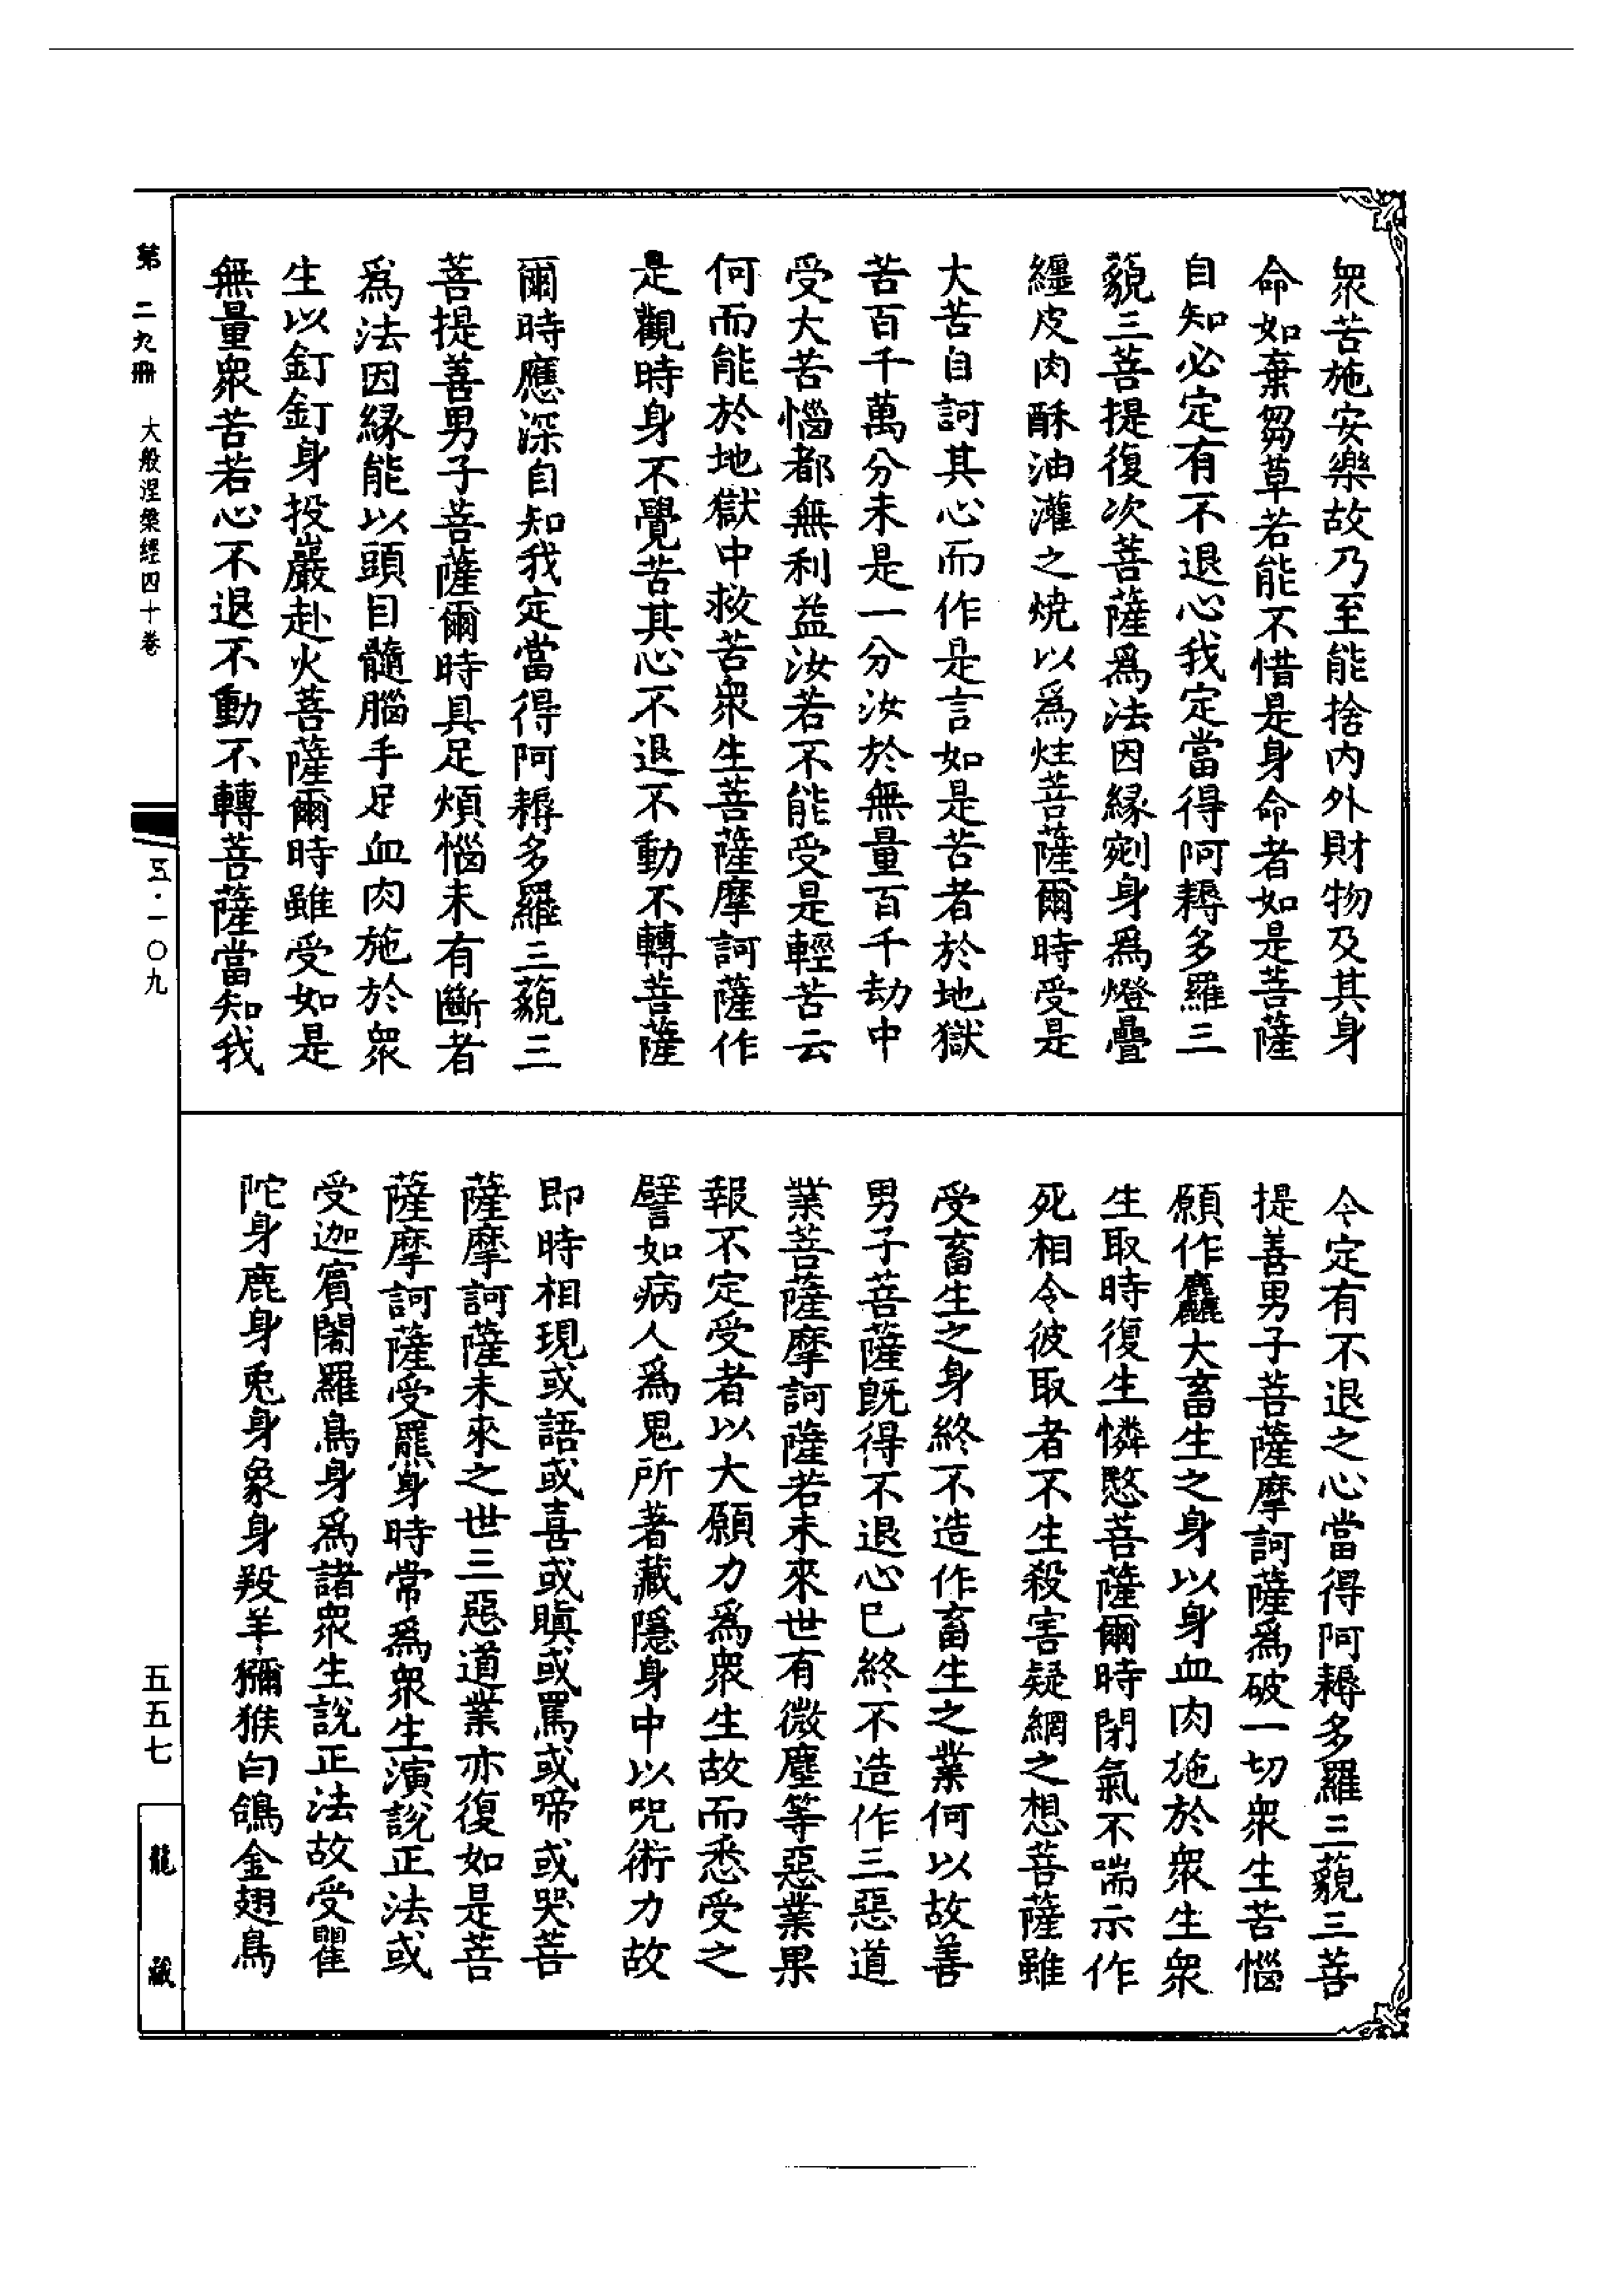 眾苦施安樂故乃至能捨內外財物及其身
命如棄芻草若能不惜是身命者如是菩薩
自知必定有不退心我定當得阿耨多羅三
藐三菩提復次菩薩爲法因緣剜身爲燈疊
纏皮肉酥油灌之燒以爲炷菩薩爾時受是
大苦自訶其心而作是言如是苦者於地獄
苦百千萬分未是一分汝於無量百千劫中
受大苦惱都無利益汝若不能受是輕苦云
何而能於地獄中救苦眾生菩薩摩訶薩作
是觀時身不覺苦其心不退不動不轉菩薩
爾時應深自知我定當得阿耨多羅三藐三
菩提善男子菩薩爾時具足煩惱未有斷者
爲法因緣能以頭目髓腦手足血肉施於眾
生以釘釘身投巖赴火菩薩爾時雖受如是
無量眾苦若心不退不動不轉菩薩當知我
令定有不退之心當得阿耨多羅三藐三菩
提善男子菩薩摩訶薩爲破一切眾生苦惱
願作麤大畜生之身以身血肉施於眾生眾
生取時復生憐愍菩薩爾時閉氣不喘示作
死相令彼取者不生殺害疑網之想菩薩雖
受畜生之身終不造作畜生之業何以故善
男子菩薩既得不退心已終不造作三惡道
業菩薩摩訶薩若未來世有微塵等惡業果
報不定受者以大願力爲眾生故而悉受之
譬如病人爲鬼所著藏隱身中以咒術力故
即時相現或語或喜或瞋或罵或啼或哭菩
薩摩訶薩未來之世三惡道業亦復如是菩
薩摩訶薩受羆身時常爲眾生演說正法或
受迦賓闍羅鳥身爲諸眾生說正法故受瞿
陀身鹿身兔身象身羖羊獼猴白鴿金翅鳥
第二九冊 大般涅槃經四十卷 五·一〇九
五五七
龍藏